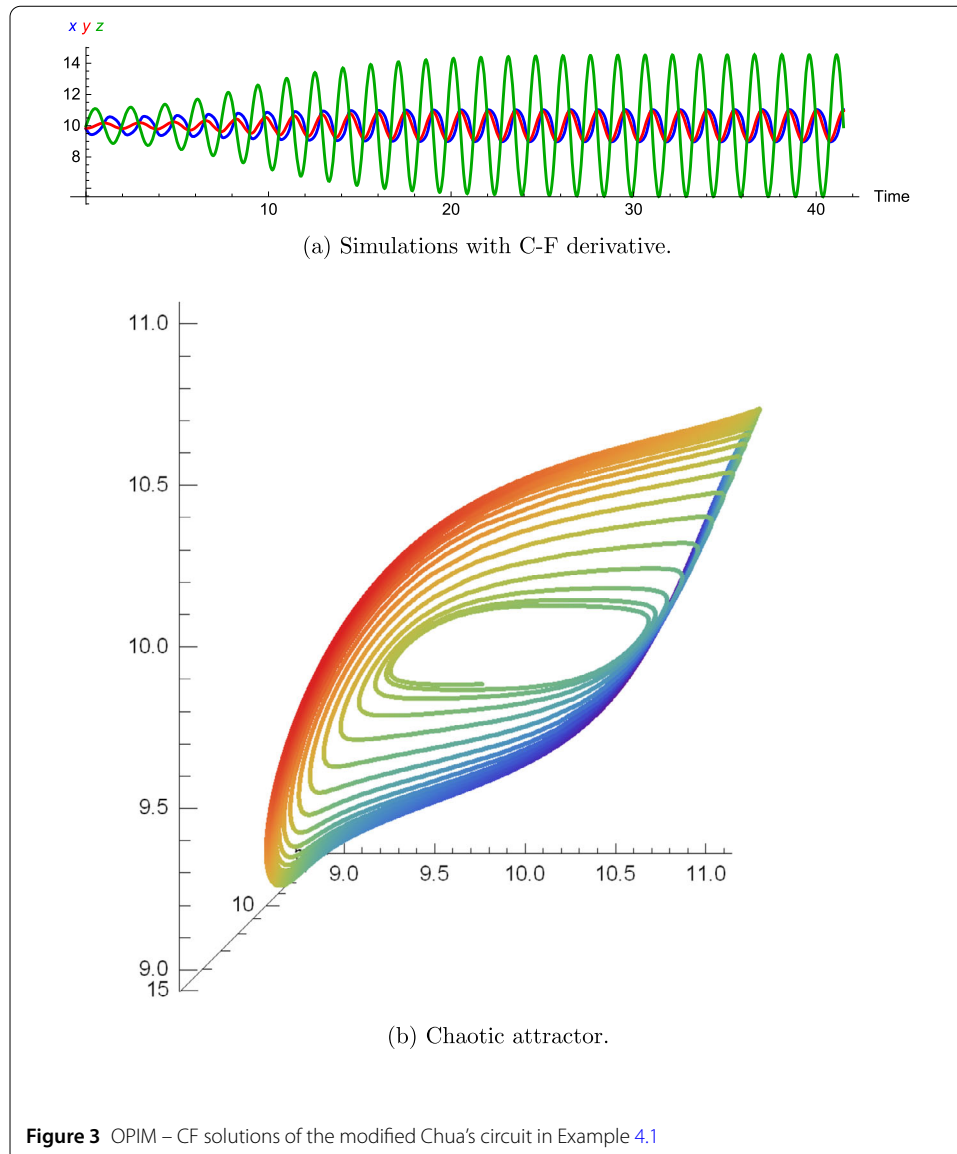 x y z
14
12
10
8
10 20 30 40 Time
(a) Simulations with C-F derivative.
11.0
10.5
10.0
9.5
9.0 9.5 10.0 10.5 11.0
10
9.0
15
(b) Chaotic attractor.
Figure 3 OPIM – CF solutions of the modified Chua's circuit in Example 4.1